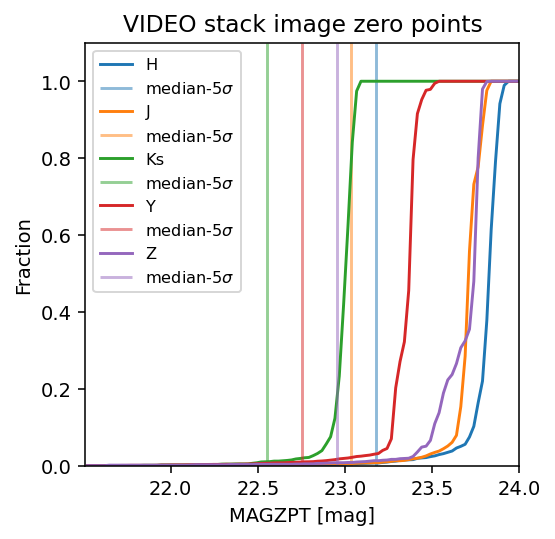 VIDEO stack image zero points
H
median-5σ
J
median-5σ
Ks
median-5σ
Y
median-5σ
Z
median-5σ
Fraction
1.0
0.8
0.6
0.4
0.2
0.0
22.0 22.5 23.0 23.5 24.0
MAGZPT [mag]